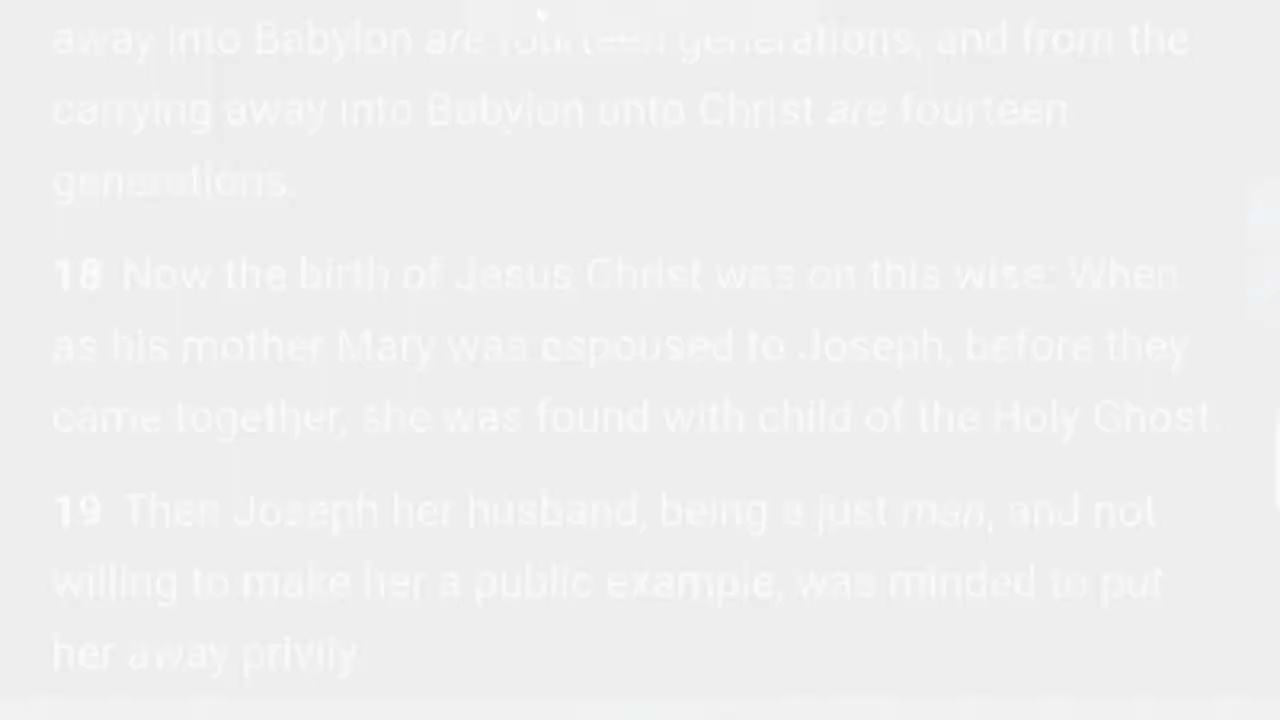 away into Babylon are fourteen generations; and from the
carrying away into Babylon unto Christ are fourteen
generations.
18 Now the birth of Jesus Christ was on this wise: When
as his mother Mary was espoused to Joseph, before they
came together, she was found with child of the Holy Ghost.
19 Then Joseph her husband, being a just man, and not
willing to make her a public example, was minded to put
her away privily.